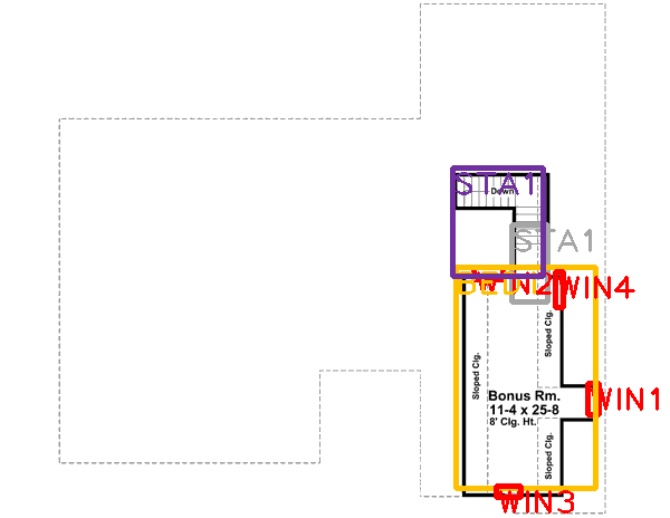 STA1
Down
STA1
WIN2
WIN4
Sloped Clg.
Sloped Clg.
WIN1
Bonus Rm.
11-4 x 25-8
8' Clg. Ht.
Sloped Clg.
WIN3